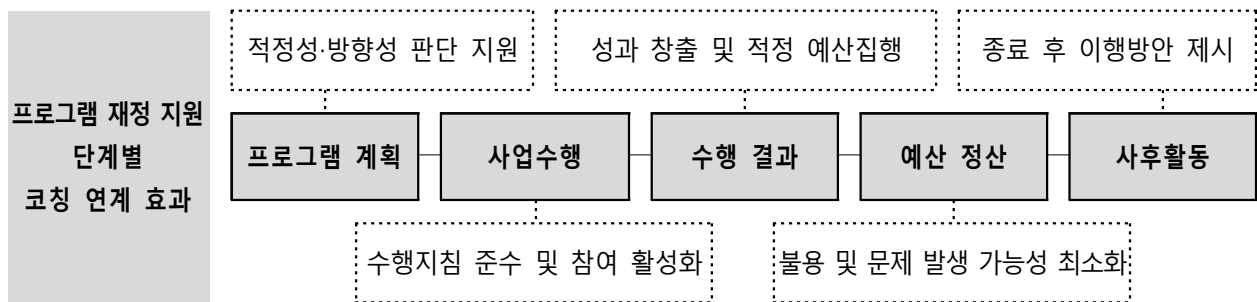 프로그램 재정 지원
단계별
코칭 연계 효과
적정성·방향성 판단 지원
성과 창출 및 적정 예산집행
종료 후 이행방안 제시
프로그램 계획
사업수행
수행 결과
예산 정산
사후활동
수행지침 준수 및 참여 활성화
불용 및 문제 발생 가능성 최소화